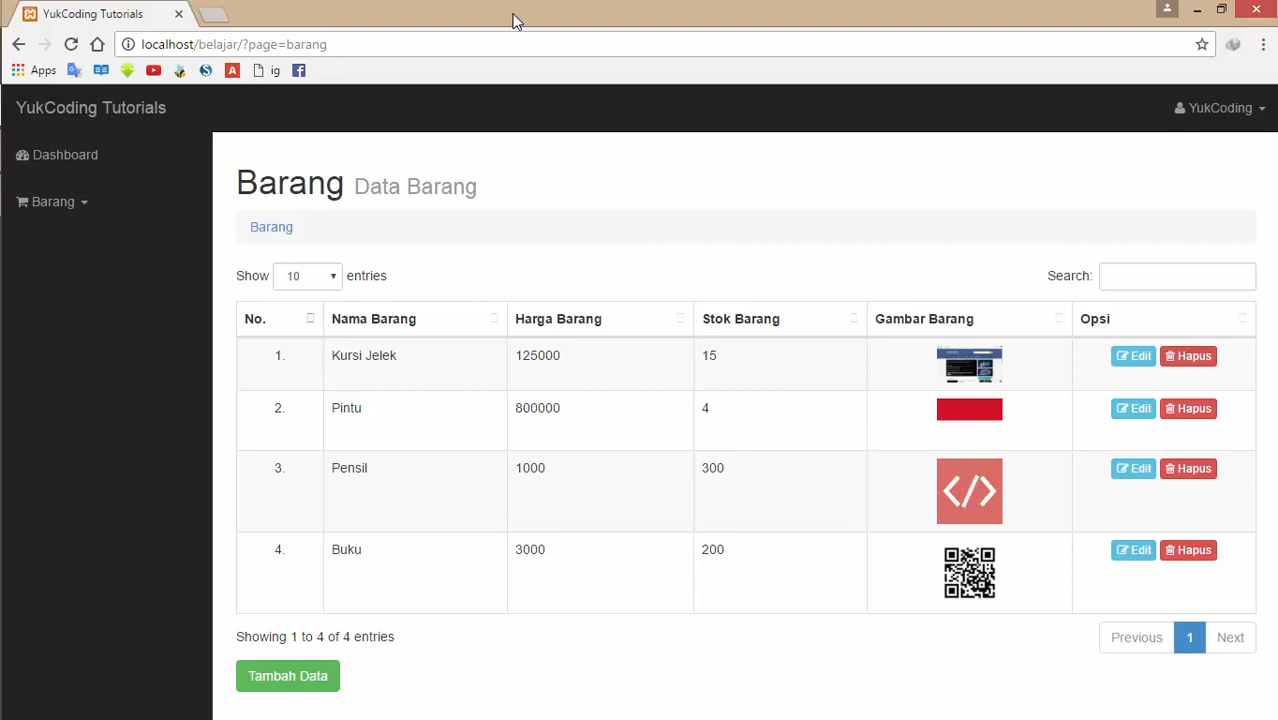 YukCoding Tutorials
localhost/belajar/?page=barang
Apps
A
ig
YukCoding Tutorials
YukCoding
Dashboard
Barang
Barang Data Barang
Barang
Show 10 entries
Search:
No. Nama Barang Harga Barang Stok Barang Gambar Barang Opsi
1. Kursi Jelek 125000 15 Edit Hapus
2. Pintu 800000 4 Edit Hapus
3. Pensil 1000 300 </> Edit Hapus
4. Buku 3000 200 Edit Hapus
Showing 1 to 4 of 4 entries
Previous 1 Next
Tambah Data